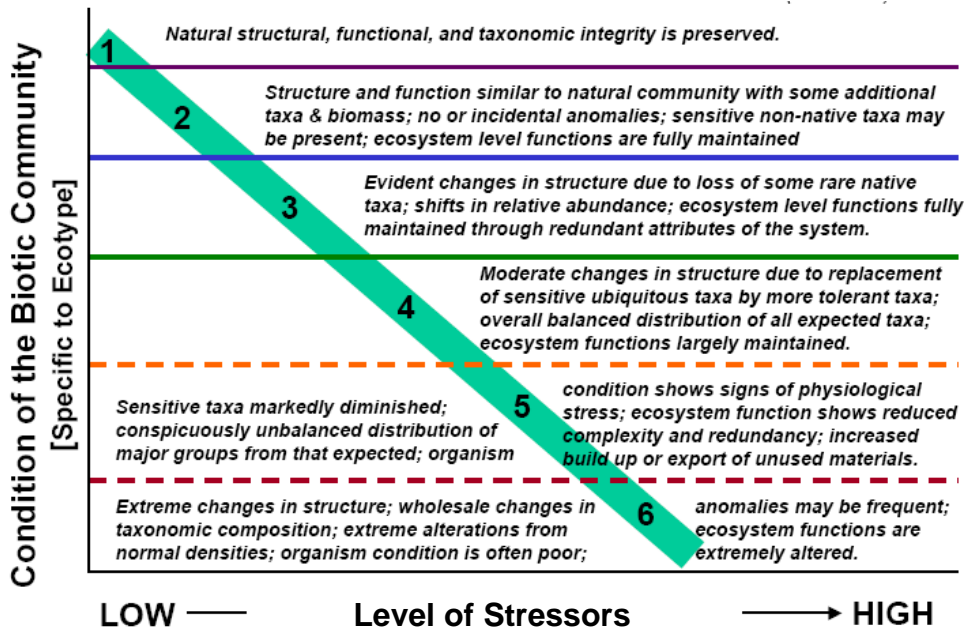 Condition of the Biotic Community
[Specific to Ecotype]
1
Natural structural, functional, and taxonomic integrity is preserved.
2
Structure and function similar to natural community with some additional
taxa & biomass; no or incidental anomalies; sensitive non-native taxa may
be present; ecosystem level functions are fully maintained
3
Evident changes in structure due to loss of some rare native
taxa; shifts in relative abundance; ecosystem level functions fully
maintained through redundant attributes of the system.
4
Moderate changes in structure due to replacement
of sensitive ubiquitous taxa by more tolerant taxa;
overall balanced distribution of all expected taxa;
ecosystem functions largely maintained.
Sensitive taxa markedly diminished;
conspicuously unbalanced distribution of
major groups from that expected; organism
5
condition shows signs of physiological
stress; ecosystem function shows reduced
complexity and redundancy; increased
build up or export of unused materials.
Extreme changes in structure; wholesale changes in
taxonomic composition; extreme alterations from
normal densities; organism condition is often poor;
6
anomalies may be frequent;
ecosystem functions are
extremely altered.
LOW Level of Stressors HIGH